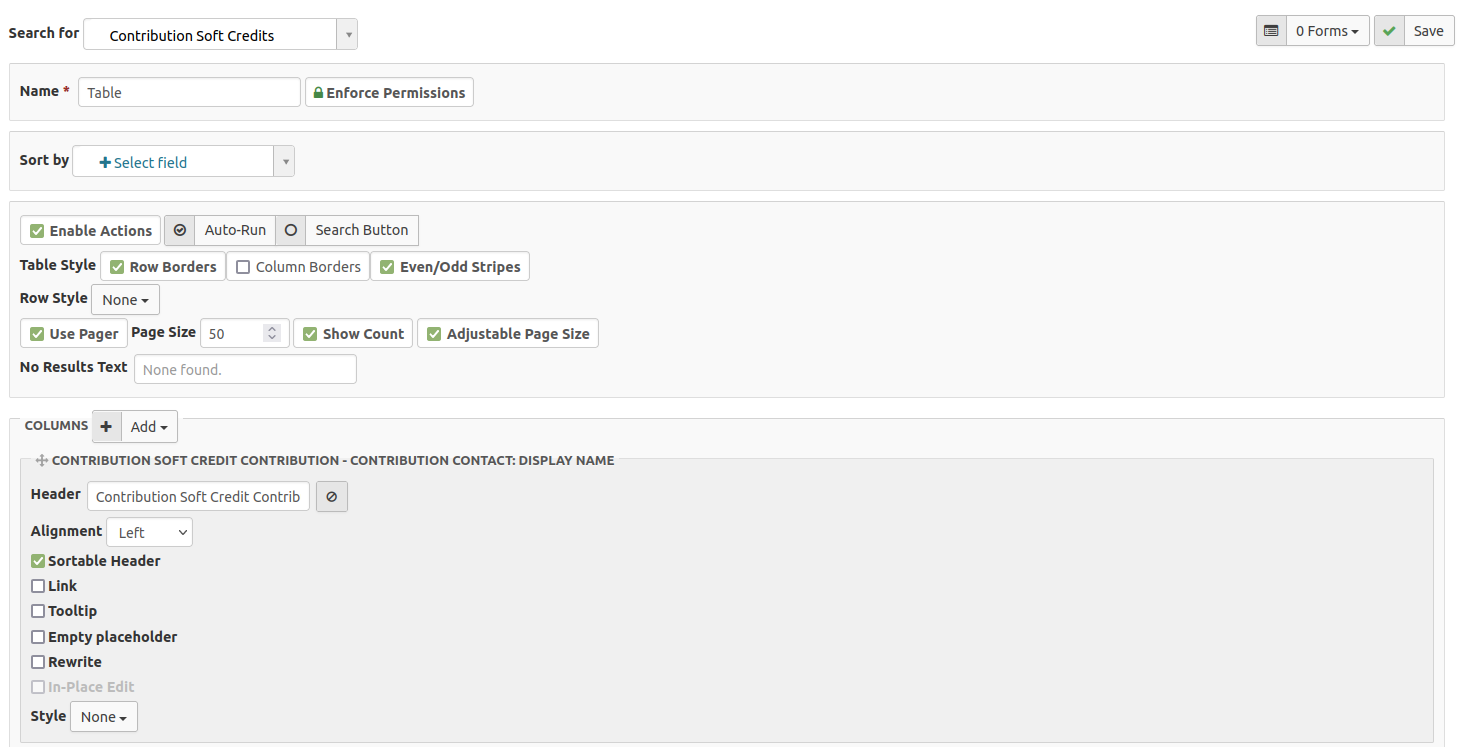 Search for Contribution Soft Credits 0 Forms Save
Name * Table Enforce Permissions
Sort by Select field
Enable Actions Auto-Run Search Button
Table Style Row Borders Column Borders Even/Odd Stripes
Row Style None
Use Pager Page Size 50 Show Count Adjustable Page Size
No Results Text None found.
COLUMNS Add
CONTRIBUTION SOFT CREDIT CONTRIBUTION - CONTRIBUTION CONTACT: DISPLAY NAME
Header Contribution Soft Credit Contrib
Alignment Left
Sortable Header
Link
Tooltip
Empty placeholder
Rewrite
In-Place Edit
Style None